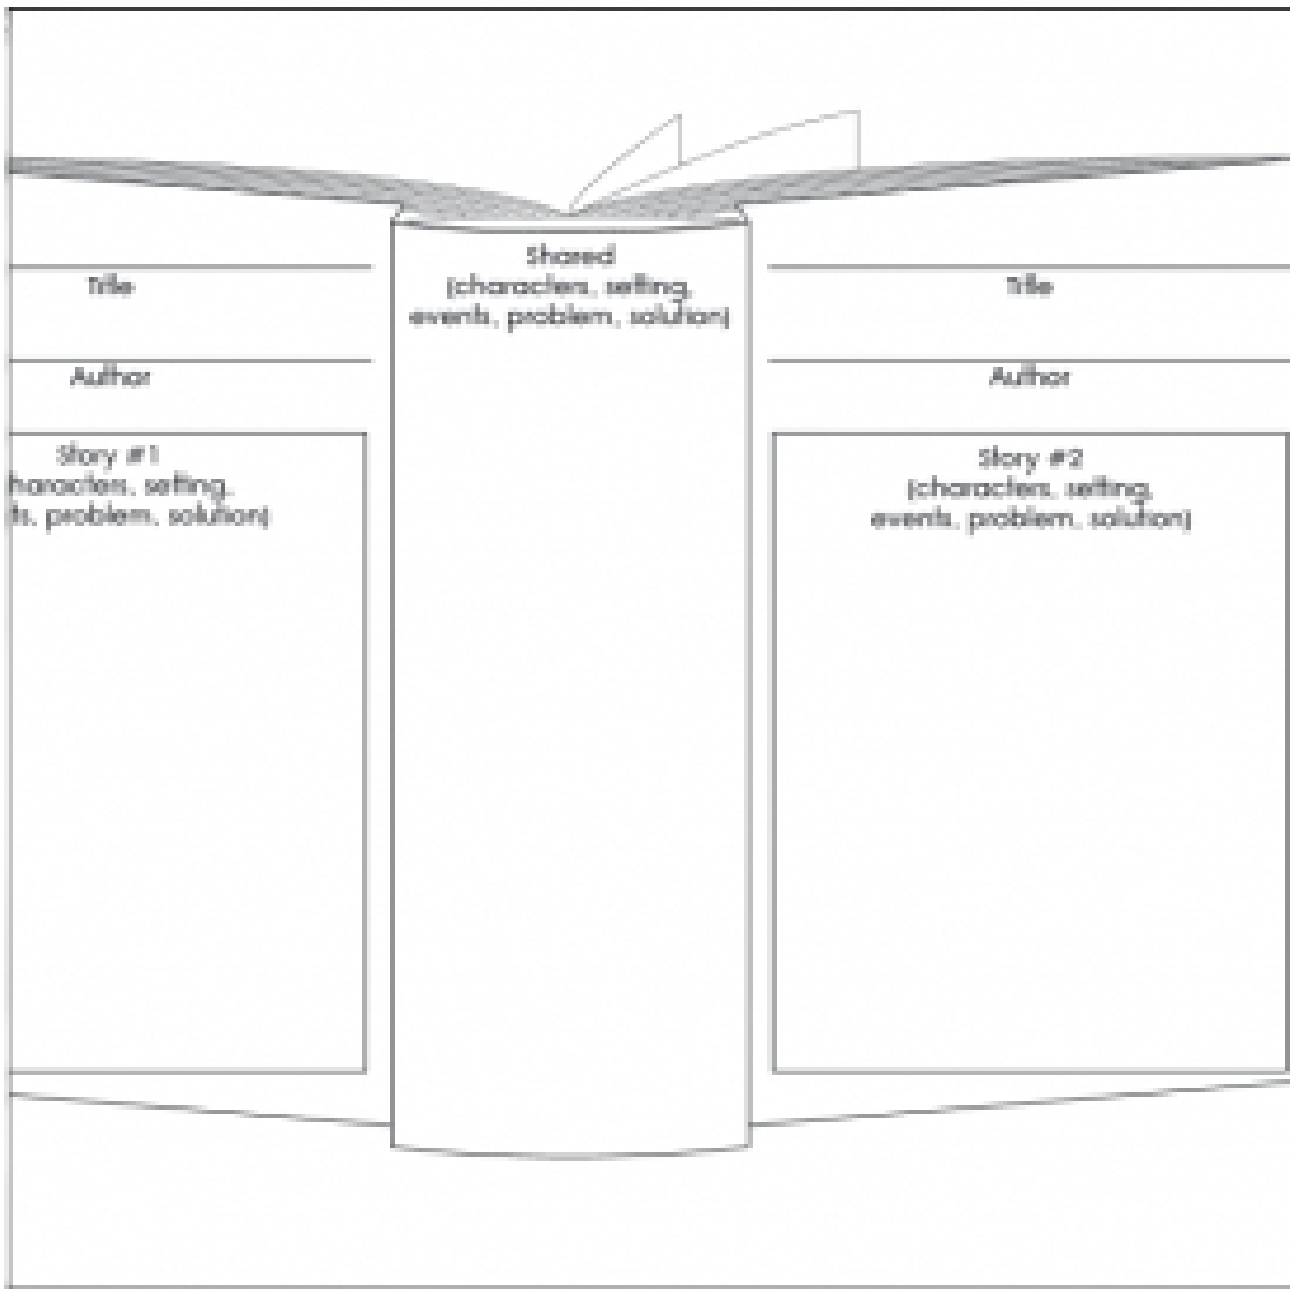 Shared
(characters, setting,
events, problem, solution)
Title
Author
Story #1
haracters, setting,
ts, problem, solution)
Title
Author
Story #2
(characters, setting,
events, problem, solution)